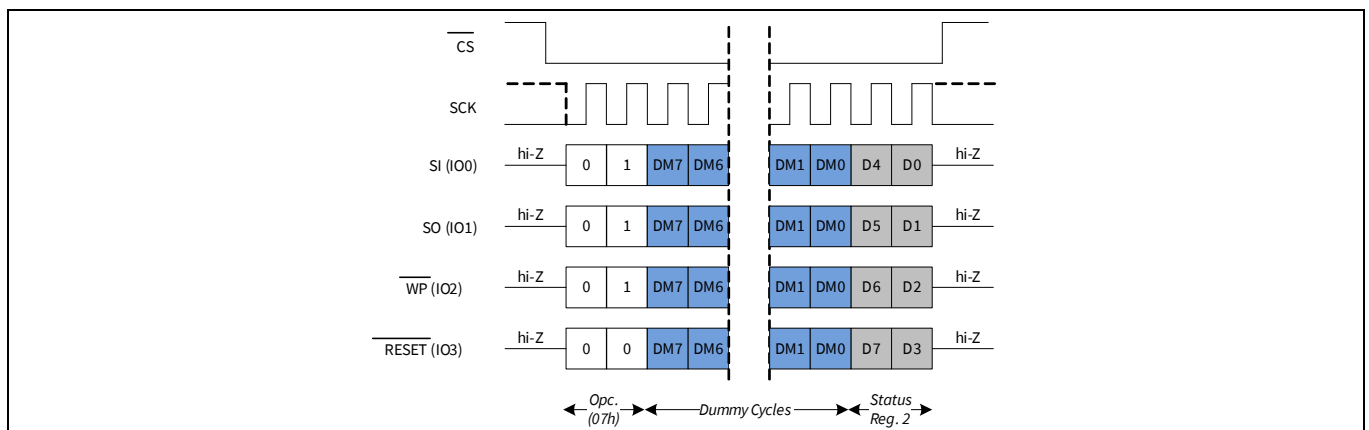 CS
SCK
SI (IO0) hi-Z 0 1 DM7 DM6 DM1 DM0 D4 D0 hi-Z
SO (IO1) hi-Z 0 1 DM7 DM6 DM1 DM0 D5 D1 hi-Z
WP (IO2) hi-Z 0 1 DM7 DM6 DM1 DM0 D6 D2 hi-Z
RESET (IO3) hi-Z 0 0 DM7 DM6 DM1 DM0 D7 D3 hi-Z
Opc. (07h)
Dummy Cycles
Status Reg. 2